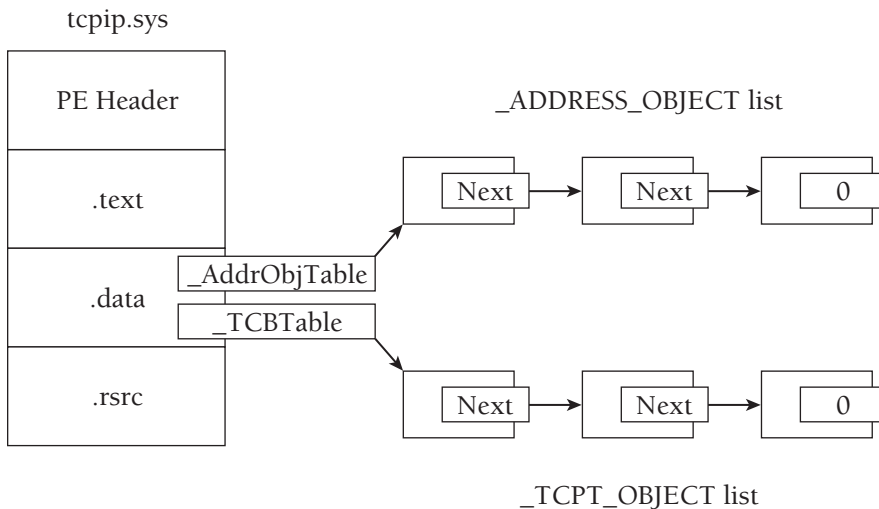 tcpip.sys
PE Header
.text
.data
.rsrc
_AddrObjTable
_TCBTable
_ADDRESS_OBJECT list
Next
Next
0
Next
Next
0
_TCPT_OBJECT list